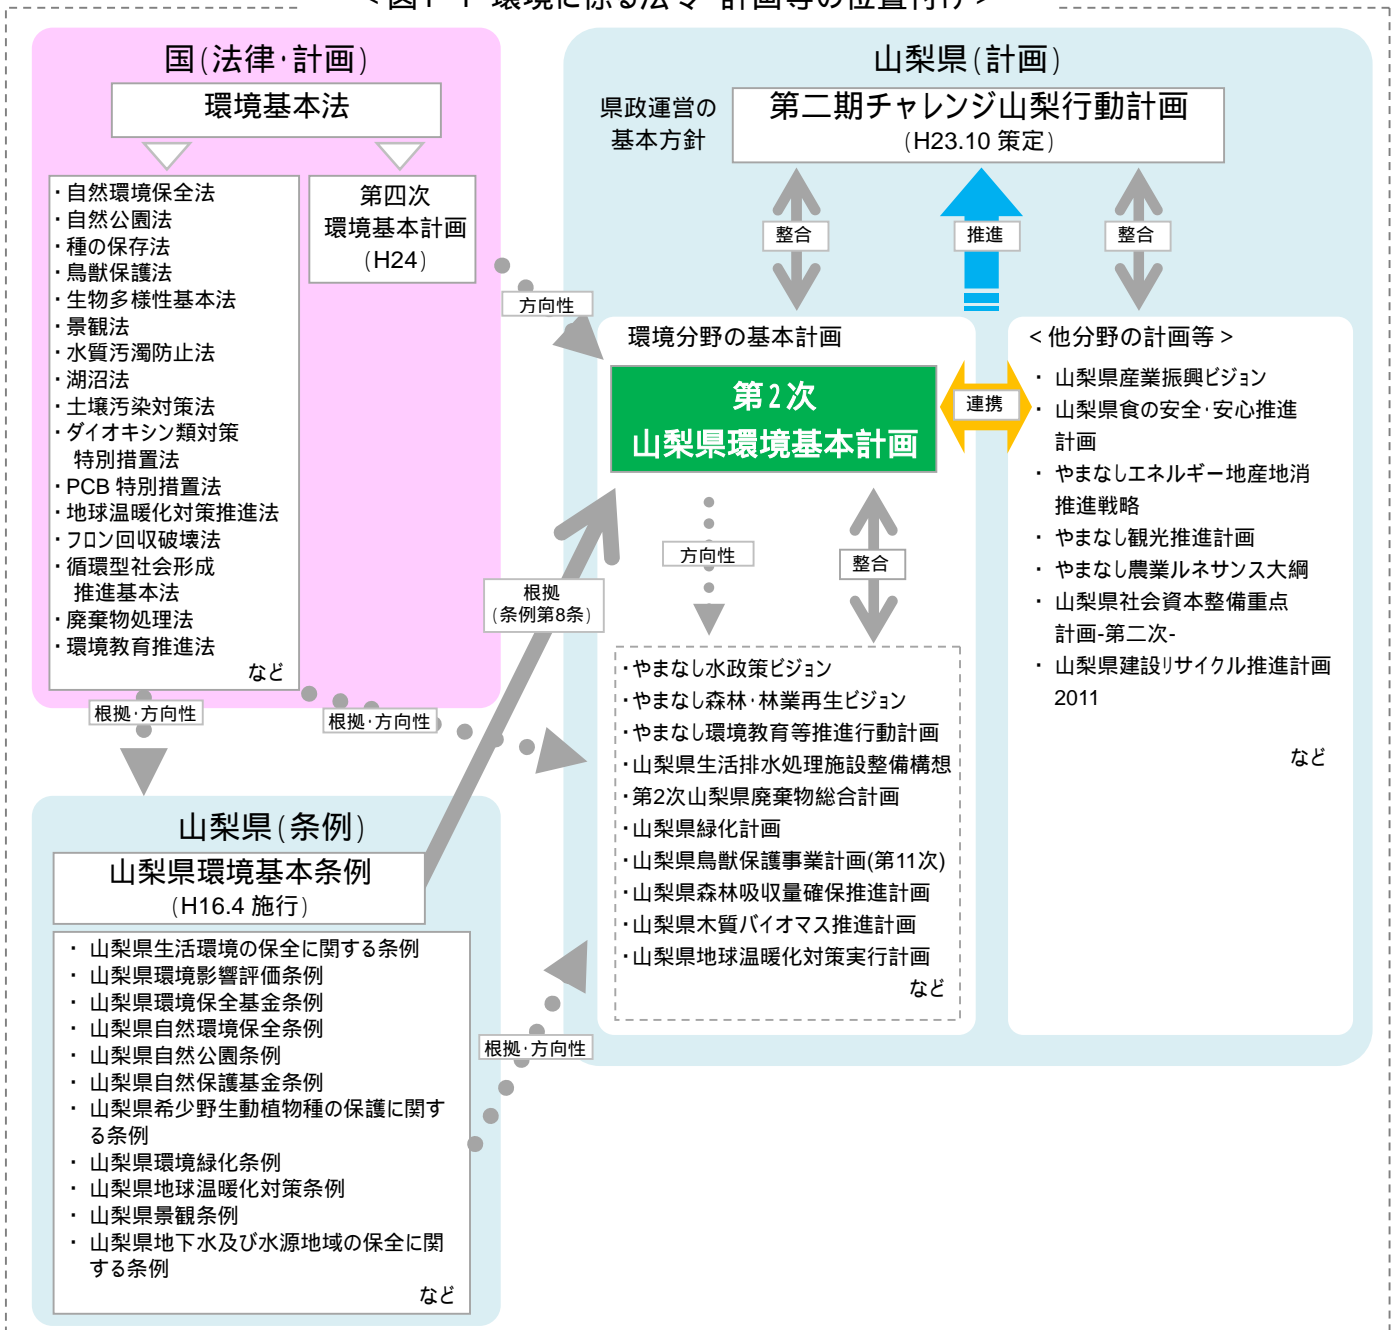 <図1-1 環境に係る法令・計画等の位置付け>
国(法律・計画)
環境基本法
・自然環境保全法
・自然公園法
・種の保存法
・鳥獣保護法
・生物多様性基本法
・景観法
・水質汚濁防止法
・湖沼法
・土壌汚染対策法
・ダイオキシン類対策
特別措置法
・PCB 特別措置法
・地球温暖化対策推進法
・フロン回収破壊法
・循環型社会形成
推進基本法
・廃棄物処理法
・環境教育推進法
など
第四次
環境基本計画
(H24)
方向性
根拠・方向性
根拠・方向性
山梨県(条例)
山梨県環境基本条例
(H16.4 施行)
・ 山梨県生活環境の保全に関する条例
・ 山梨県環境影響評価条例
・ 山梨県環境保全基金条例
・ 山梨県自然環境保全条例
・ 山梨県自然公園条例
・ 山梨県自然保護基金条例
・ 山梨県希少野生動植物種の保護に関す
る条例
・ 山梨県環境緑化条例
・ 山梨県地球温暖化対策条例
・ 山梨県景観条例
・ 山梨県地下水及び水源地域の保全に関
する条例
など
根拠
(条例第8条)
根拠・方向性
山梨県(計画)
県政運営の
基本方針
第二期チャレンジ山梨行動計画
(H23.10 策定)
整合
推進
整合
環境分野の基本計画
第2次
山梨県環境基本計画
連携
方向性
整合
・やまなし水政策ビジョン
・やまなし森林・林業再生ビジョン
・やまなし環境教育等推進行動計画
・山梨県生活排水処理施設整備構想
・第2次山梨県廃棄物総合計画
・山梨県緑化計画
・山梨県鳥獣保護事業計画(第11次)
・山梨県森林吸収量確保推進計画
・山梨県木質バイオマス推進計画
・山梨県地球温暖化対策実行計画
など
<他分野の計画等>
・ 山梨県産業振興ビジョン
・ 山梨県食の安全・安心推進
計画
・ やまなしエネルギー地産地消
推進戦略
・ やまなし観光推進計画
・ やまなし農業ルネサンス大綱
・ 山梨県社会資本整備重点
計画-第二次-
・ 山梨県建設リサイクル推進計画
2011
など